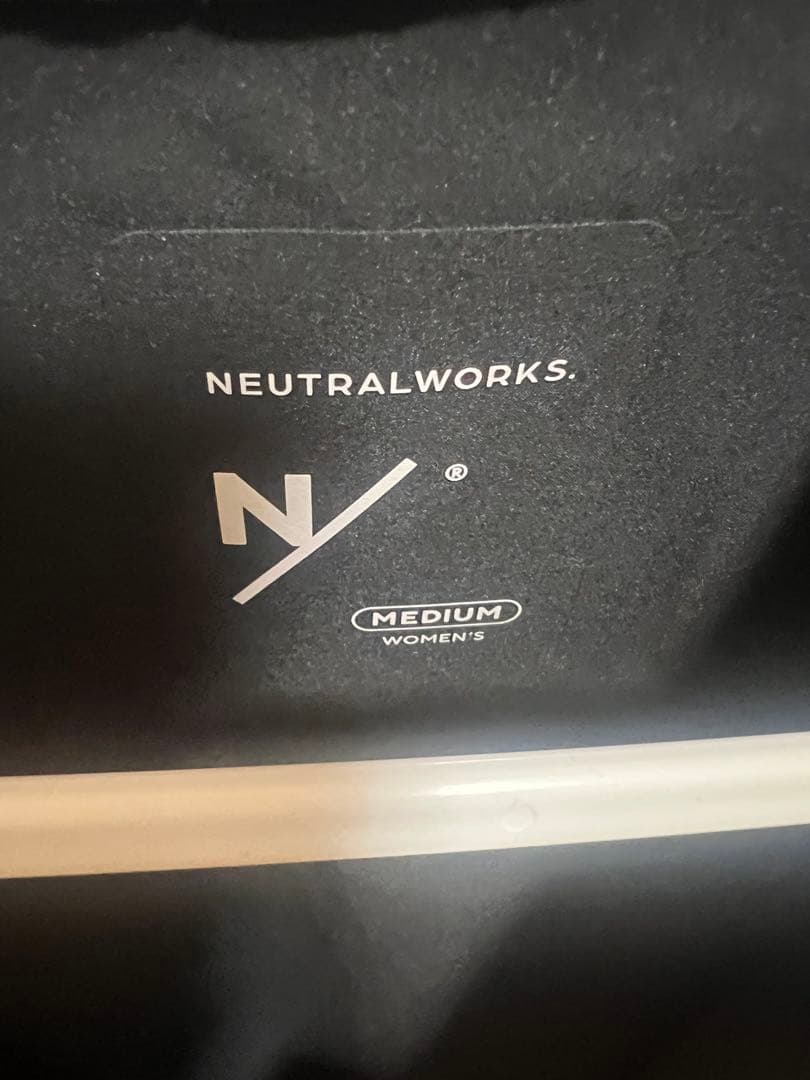 NEUTRALWORKS.
N/ ®
MEDIUM
WOMEN'S